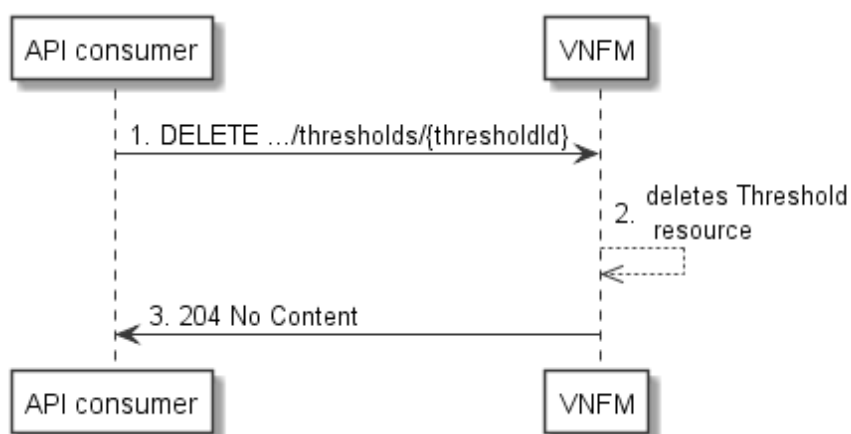 API consumer
VNFM
1. DELETE .../thresholds/{thresholdId}
2. deletes Threshold
resource
3. 204 No Content
API consumer
VNFM